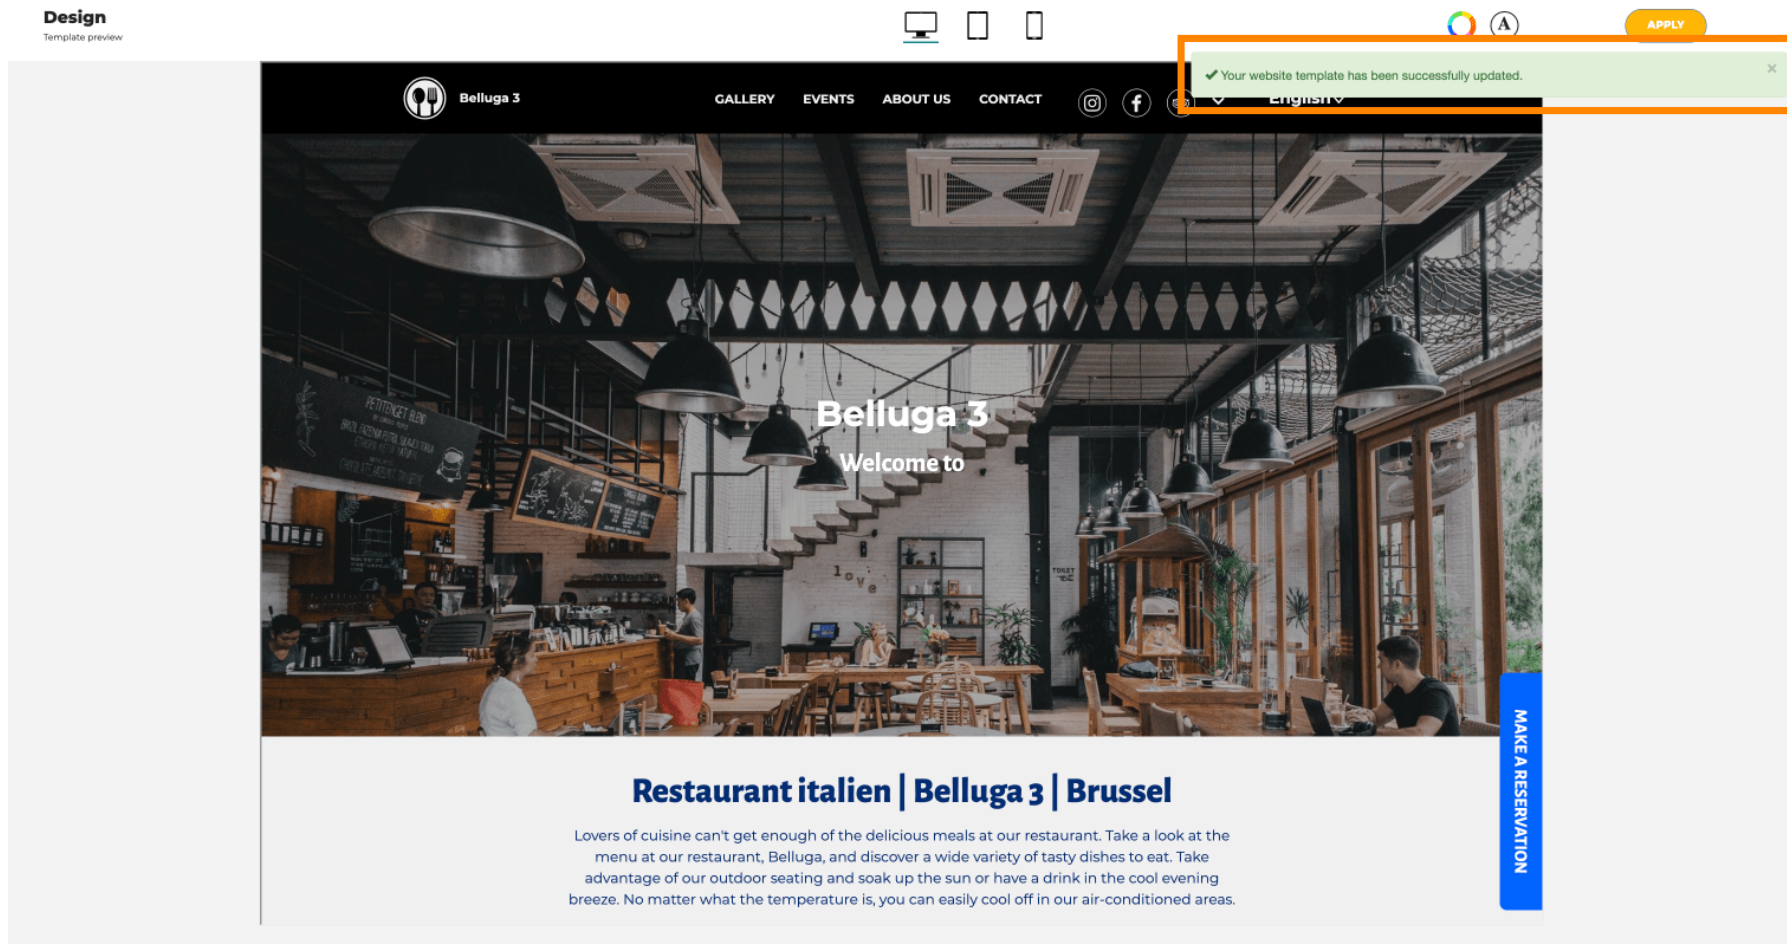 Design
Template preview
A
APPLY
✔ Your website template has been successfully updated.
×
Belluga 3
GALLERY
EVENTS
ABOUT US
CONTACT
English
PETITENGET BLEND
Belluga 3
Welcome to
love
TOILET
MAKE A RESERVATION
Restaurant italien | Belluga 3 | Brussel
Lovers of cuisine can't get enough of the delicious meals at our restaurant. Take a look at the
menu at our restaurant, Belluga, and discover a wide variety of tasty dishes to eat. Take
advantage of our outdoor seating and soak up the sun or have a drink in the cool evening
breeze. No matter what the temperature is, you can easily cool off in our air-conditioned areas.